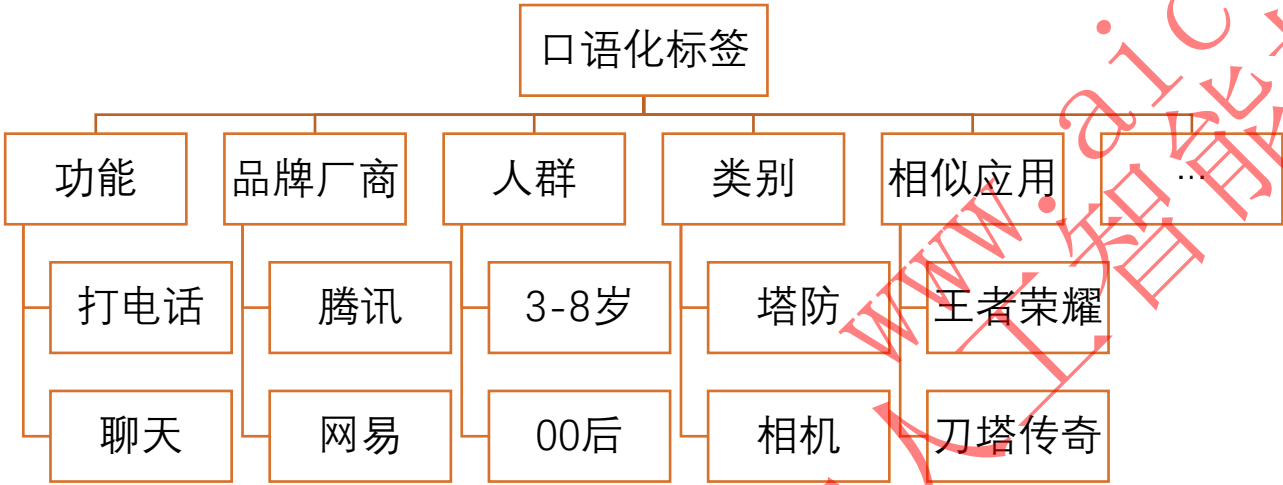 口语化标签
功能 品牌厂商 人群 类别 相似应用 ...
打电话 腾讯 3-8岁 塔防 王者荣耀
聊天 网易 00后 相机 刀塔传奇
www.aic
人工智能